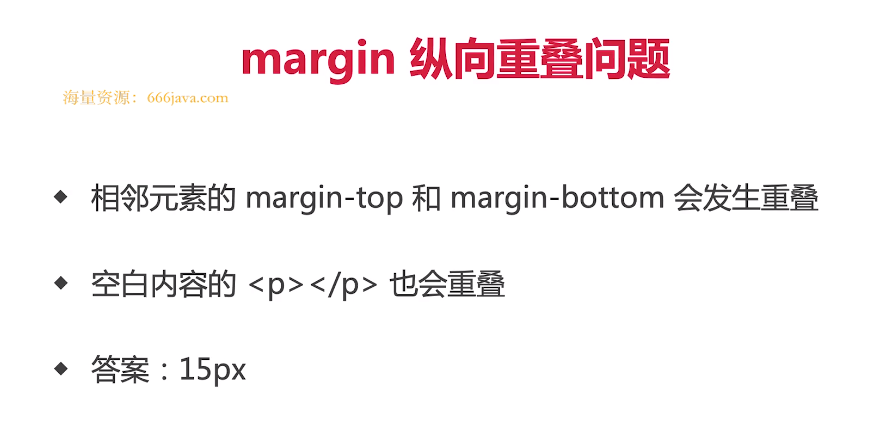 margin 纵向重叠问题
海量资源：666java.com
◆ 相邻元素的 margin-top 和 margin-bottom 会发生重叠
◆ 空白内容的 <p></p> 也会重叠
◆ 答案：15px